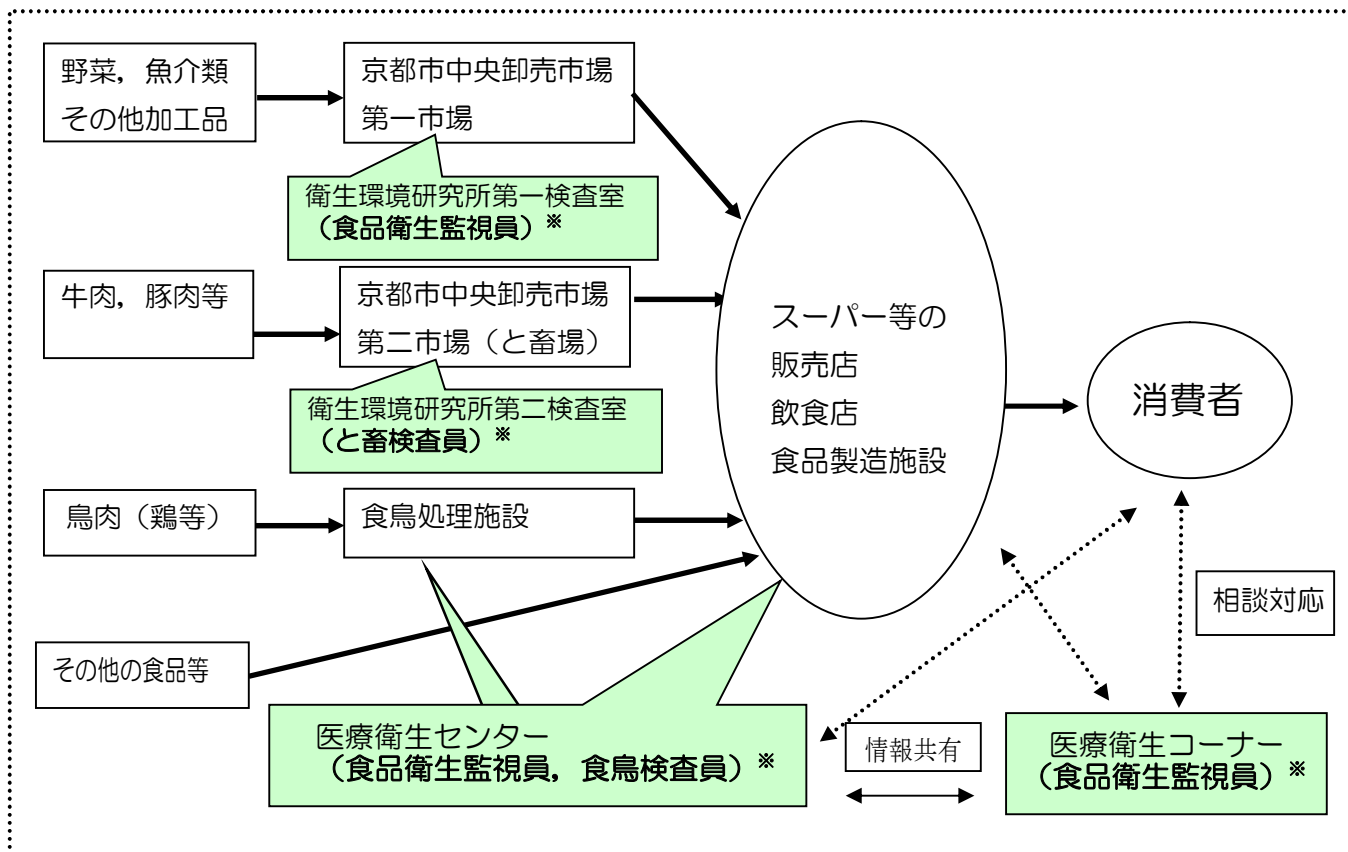 野菜，魚介類
その他加工品
京都市中央卸売市場
第一市場
衛生環境研究所第一検査室
（食品衛生監視員）※
牛肉，豚肉等
京都市中央卸売市場
第二市場（と畜場）
衛生環境研究所第二検査室
（と畜検査員）※
鳥肉（鶏等）
食鳥処理施設
その他の食品等
スーパー等の
販売店
飲食店
食品製造施設
消費者
相談対応
医療衛生センター
（食品衛生監視員，食鳥検査員）※
情報共有
医療衛生コーナー
（食品衛生監視員）※